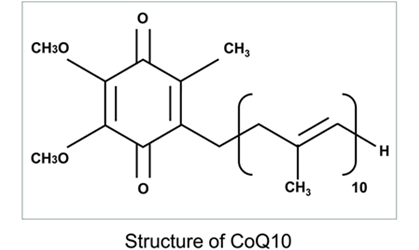 O
CH3O
CH3
CH3O
H
O
CH3
10
Structure of CoQ10